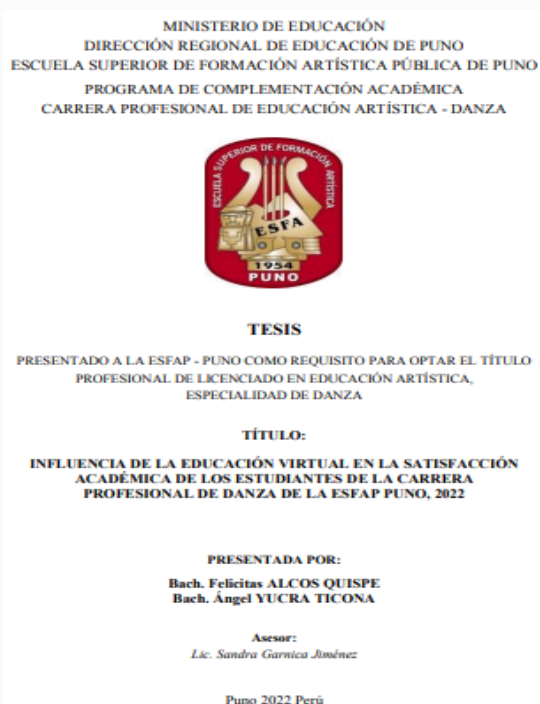 MINISTERIO DE EDUCACIÓN
DIRECCIÓN REGIONAL DE EDUCACIÓN DE PUNO
ESCUELA SUPERIOR DE FORMACIÓN ARTÍSTICA PÚBLICA DE PUNO
PROGRAMA DE COMPLEMENTACIÓN ACADÉMICA
CARRERA PROFESIONAL DE EDUCACIÓN ARTÍSTICA - DANZA
ESCUELA SUPERIOR DE FORMACIÓN ARTÍSTICA
ESFA
1954
PUNO
TESIS
PRESENTADO A LA ESFAP - PUNO COMO REQUISITO PARA OPTAR EL TÍTULO
PROFESIONAL DE LICENCIADO EN EDUCACIÓN ARTÍSTICA,
ESPECIALIDAD DE DANZA
TÍTULO:
INFLUENCIA DE LA EDUCACIÓN VIRTUAL EN LA SATISFACCIÓN
ACADÉMICA DE LOS ESTUDIANTES DE LA CARRERA
PROFESIONAL DE DANZA DE LA ESFAP PUNO, 2022
PRESENTADA POR:
Bach. Felicitas ALCOS QUISPE
Bach. Ángel YUCRA TICONA
Asesor:
Lic. Sandra Garnica Jiménez
Puno 2022 Perú